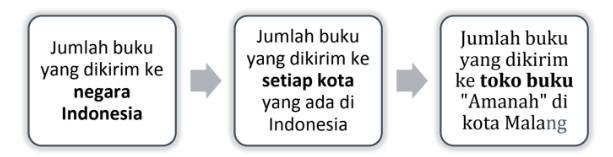 Jumlah buku
yang dikirim ke
negara
Indonesia
Jumlah buku
yang dikirim ke
setiap kota
yang ada di
Indonesia
Jumlah buku
yang dikirim
ke toko buku
"Amanah" di
kota Malang